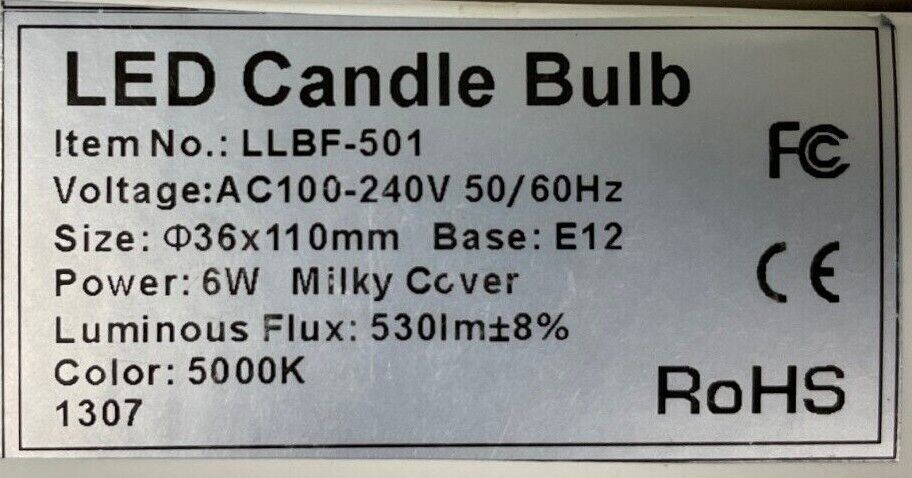 LED Candle Bulb
Item No.: LLBF-501
FC
Voltage:AC100-240V 50/60Hz
Size: Φ36x110mm Base: E12
CE
Power: 6W Milky Cover
Luminous Flux: 530lm±8%
Color: 5000K
RoHS
1307